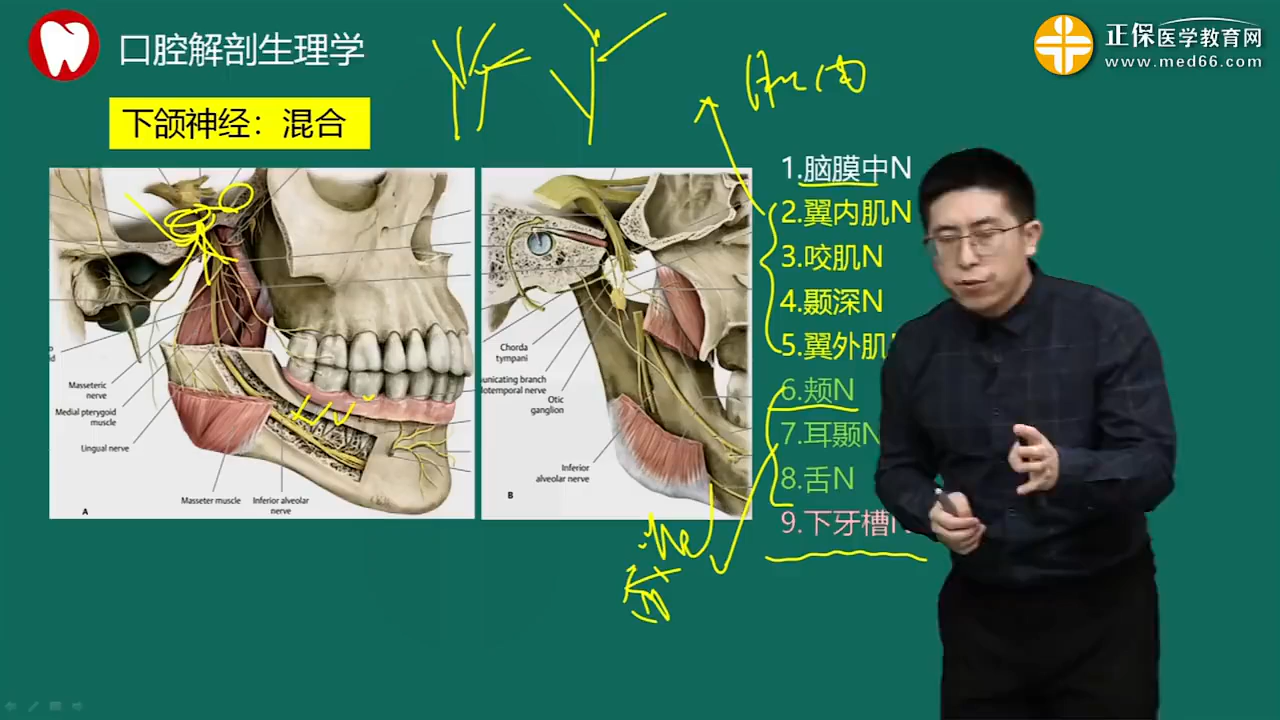 口腔解剖生理学
正保医学教育网
www.med66.com
下颌神经：混合
1.脑膜中N
2.翼内肌N
3.咬肌N
4.颞深N
5.翼外肌
6.颊N
7.耳颞N
8.舌N
9.下牙槽
Masseteric
nerve
Medial pterygoid
muscle
Lingual nerve
Masseter muscle
Inferior alveolar
nerve
A
Chorda
tympani
unicating branch
lotemporal nerve
Otic
ganglion
Inferior
alveolar nerve
B